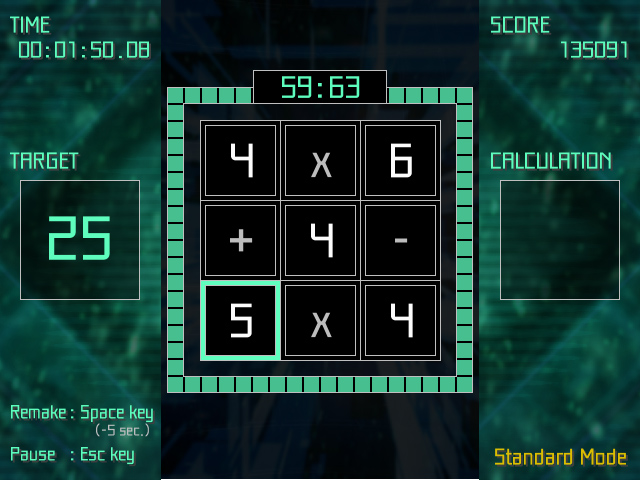 TIME
00:01:50.08
SCORE
135091
59:63
TARGET
25
CALCULATION
4 x 6
+ 4 -
5 x 4
Remake : Space key
(-5 sec.)
Pause : Esc key
Standard Mode